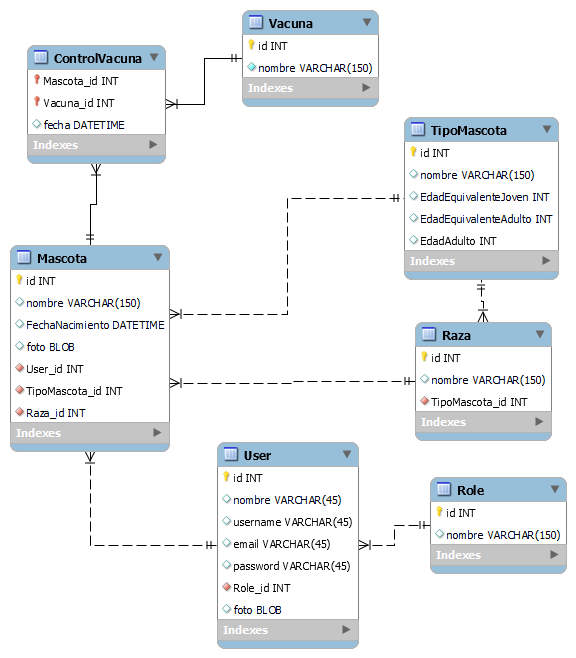 Vacuna
id INT
nombre VARCHAR(150)
Indexes
ControlVacuna
Mascota_id INT
Vacuna_id INT
fecha DATETIME
Indexes
TipoMascota
id INT
nombre VARCHAR(150)
EdadEquivalenteJoven INT
EdadEquivalenteAdulto INT
EdadAdulto INT
Indexes
Mascota
id INT
nombre VARCHAR(150)
FechaNacimiento DATETIME
foto BLOB
User_id INT
TipoMascota_id INT
Raza_id INT
Indexes
Raza
id INT
nombre VARCHAR(150)
TipoMascota_id INT
Indexes
User
id INT
nombre VARCHAR(45)
username VARCHAR(45)
email VARCHAR(45)
password VARCHAR(45)
Role_id INT
foto BLOB
Indexes
Role
id INT
nombre VARCHAR(150)
Indexes